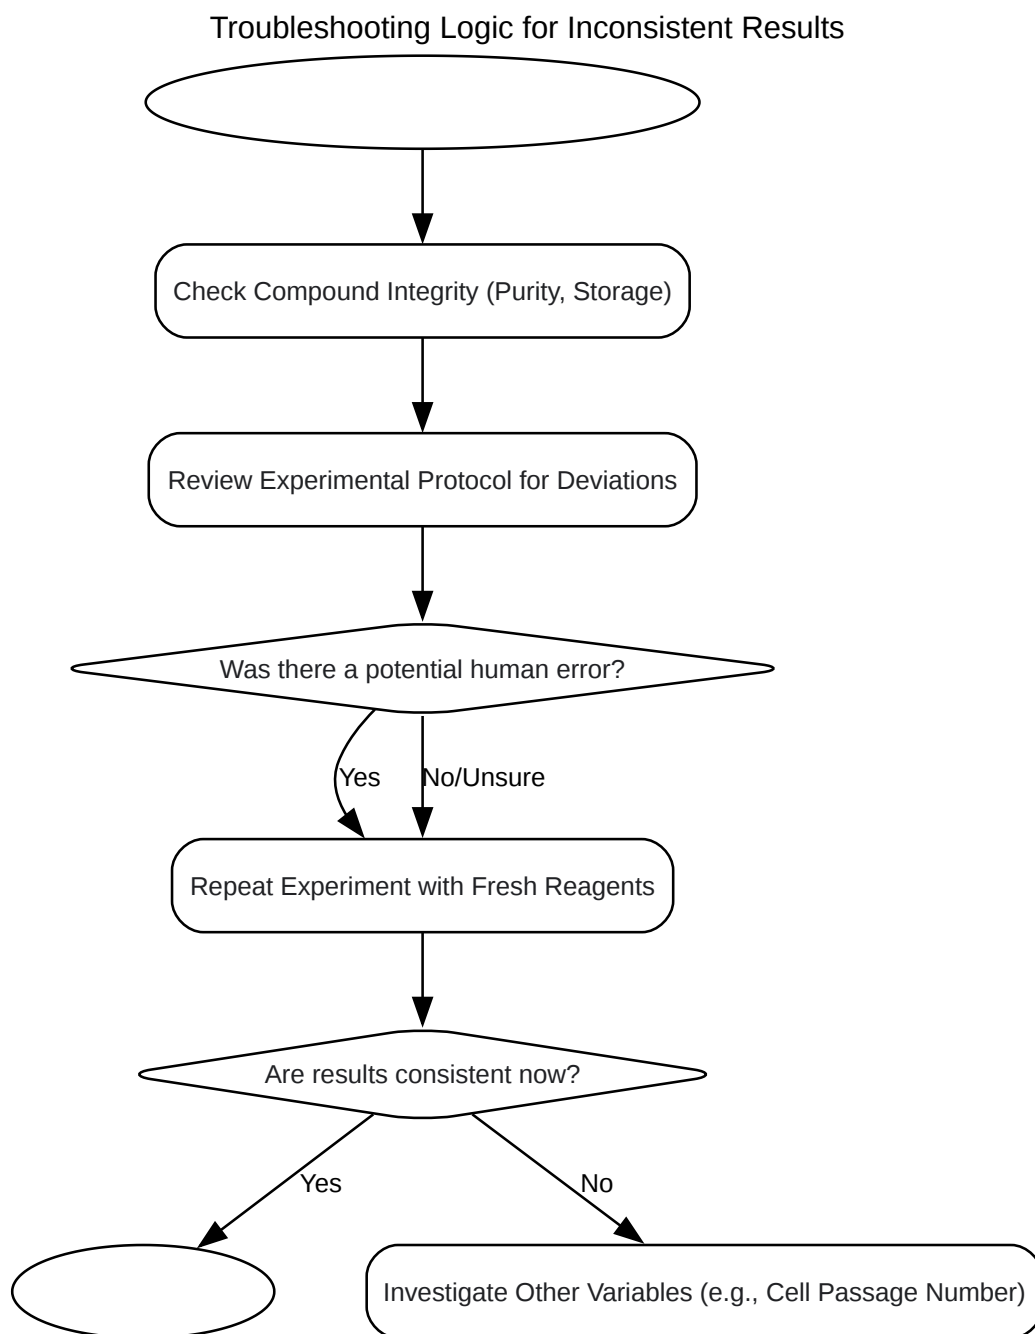 Troubleshooting Logic for Inconsistent Results
Check Compound Integrity (Purity, Storage)
Review Experimental Protocol for Deviations
Was there a potential human error?
Yes
No/Unsure
Repeat Experiment with Fresh Reagents
Are results consistent now?
Yes
No
Investigate Other Variables (e.g., Cell Passage Number)